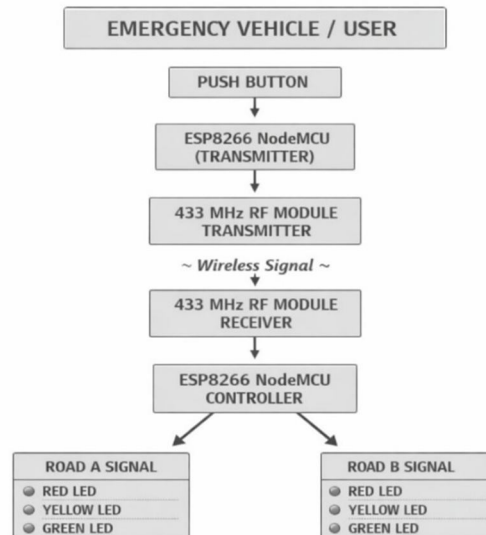 EMERGENCY VEHICLE / USER
PUSH BUTTON
ESP8266 NodeMCU
(TRANSMITTER)
433 MHz RF MODULE
TRANSMITTER
~ Wireless Signal ~
433 MHz RF MODULE
RECEIVER
ESP8266 NodeMCU
CONTROLLER
ROAD A SIGNAL
RED LED
YELLOW LED
GREEN LED
ROAD B SIGNAL
RED LED
YELLOW LED
GREEN LED